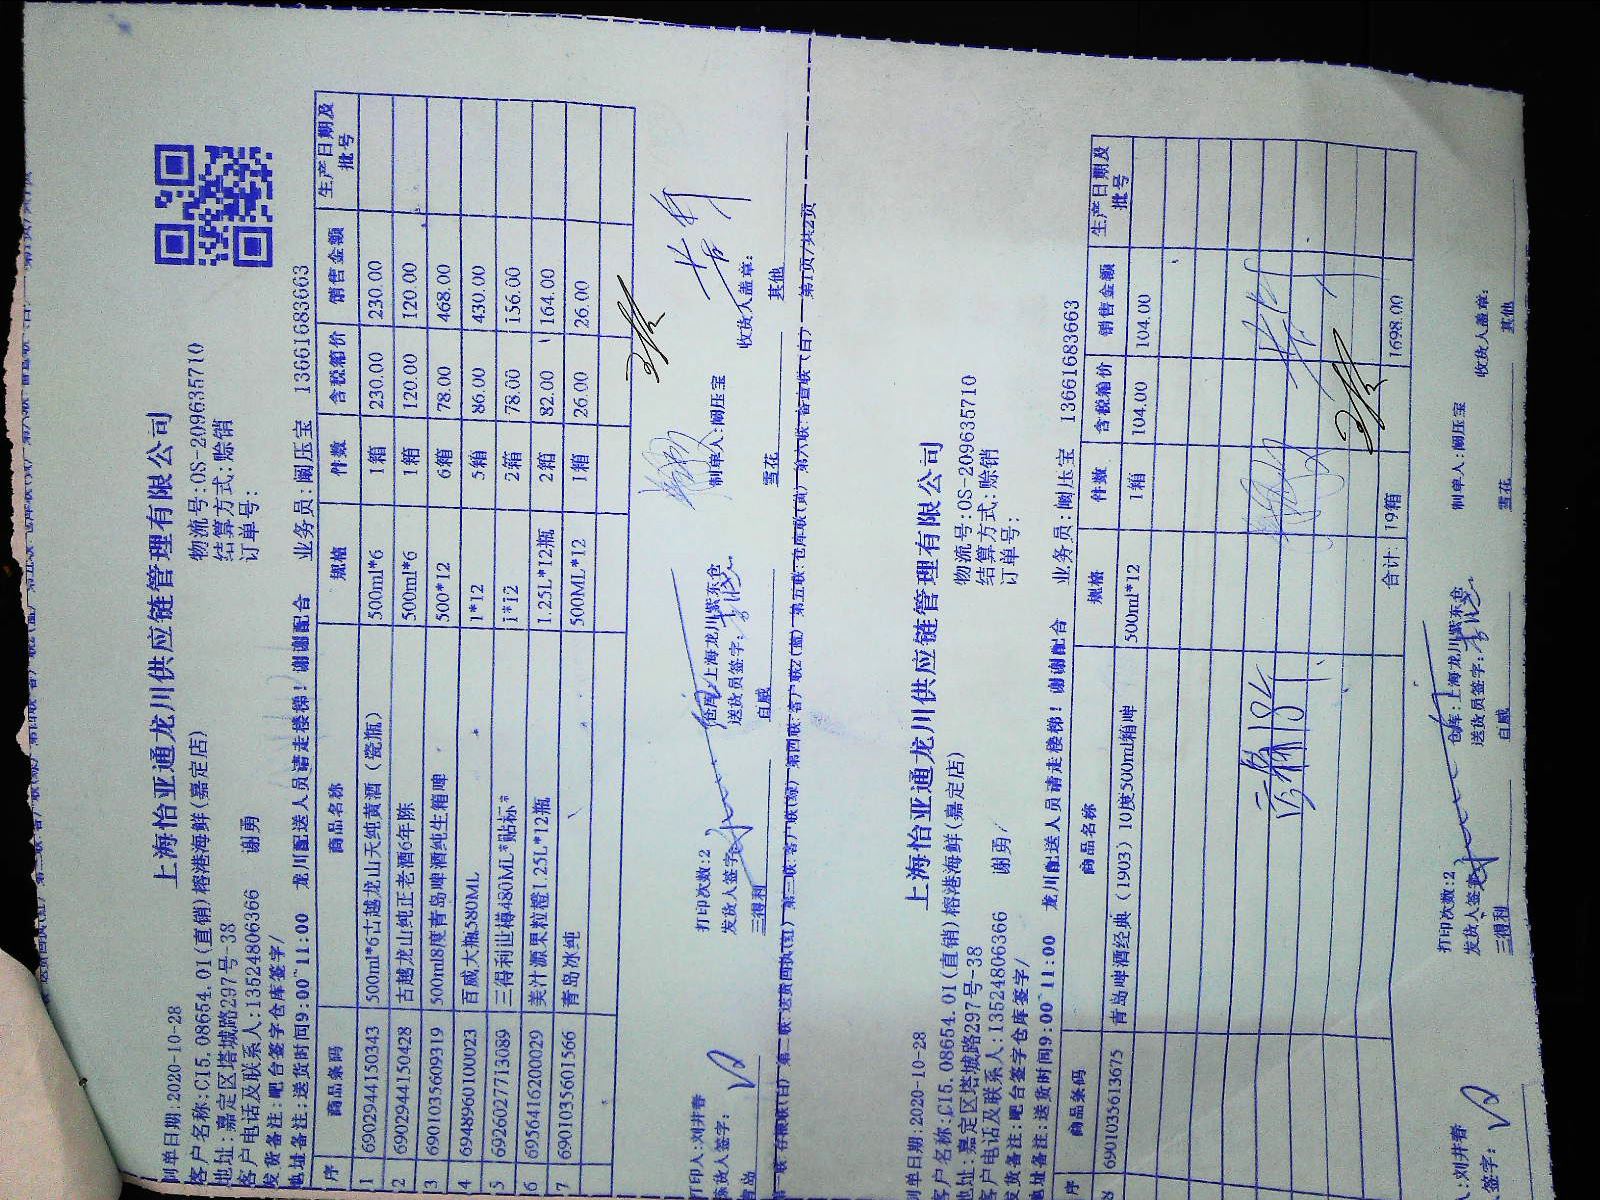 上海怡亚通龙川供应链管理有限公司
制单日期:2020-10-28 物流号:OS-209635710
客户名称:C15.08654.01(直销)榕港海鲜(嘉定店) 结算方式:赊销
地址:嘉定区塔城路297号-38 订单号:
客户电话及联系人:13524806366 谢勇
发货备注:吧台签字仓库签字/
地址备注:送货时间9:00~11:00 龙川配送人员请走楼梯!谢谢配合 业务员:阚压宝 13661683663
序 商品条码 商品名称 规格 件数 含税箱价 销售金额 生产日期及批号
1 6902944150343 500ml*6古越龙山天纯黄酒(瓷瓶) 500ml*6 1箱 230.00 230.00
2 6902944150428 古越龙山纯正老酒6年陈 500ml*6 1箱 120.00 120.00
3 6901035609319 500ml8度青岛啤酒纯生箱啤 500*12 6箱 78.00 468.00
4 6948960100023 百威大瓶580ML 1*12 5箱 86.00 430.00
5 6926027713089 三得利世樽480ML*贴标* 1*12 2箱 78.00 156.00
6 6956416200029 美汁源果粒橙1.25L*12瓶 1.25L*12瓶 2箱 82.00 164.00
7 6901035601566 青岛冰纯 500ML*12 1箱 26.00 26.00
打印人:刘井春 打印次数:2 仓库:上海龙川紫东仓 制单人:阚压宝
发货人签字: 送货员签字: 收货人盖章:
青岛 三得利 百威 雪花 其他
第1页/共2页
上海怡亚通龙川供应链管理有限公司
制单日期:2020-10-28 物流号:OS-209635710
客户名称:C15.08654.01(直销)榕港海鲜(嘉定店) 结算方式:赊销
地址:嘉定区塔城路297号-38 订单号:
客户电话及联系人:13524806366 谢勇
发货备注:吧台签字仓库签字/
地址备注:送货时间9:00~11:00 龙川配送人员请走楼梯!谢谢配合 业务员:阚压宝 13661683663
序 商品条码 商品名称 规格 件数 含税箱价 销售金额 生产日期及批号
8 6901035613675 青岛啤酒经典(1903)10度500ml箱啤 500ml*12 1箱 104.00 104.00
合计: 19箱 1698.00
:刘井春 打印次数:2 仓库:上海龙川紫东仓 制单人:阚压宝
签字: 发货人签字: 送货员签字: 收货人盖章:
三得利 百威 雪花 其他